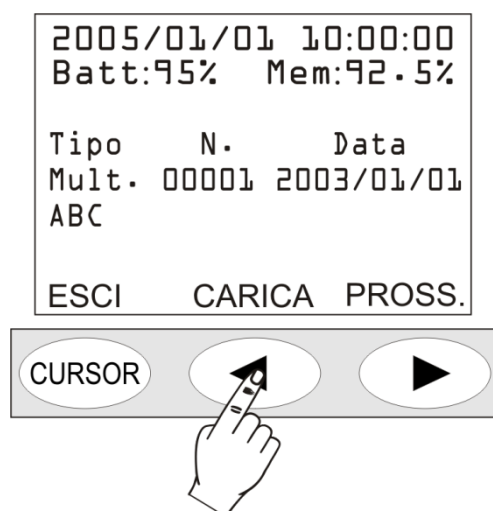 2005/01/01 10:00:00
Batt:95% Mem:92.5%
Tipo N. Data
Mult. 00001 2003/01/01
ABC
ESCI CARICA PROSS.
CURSOR